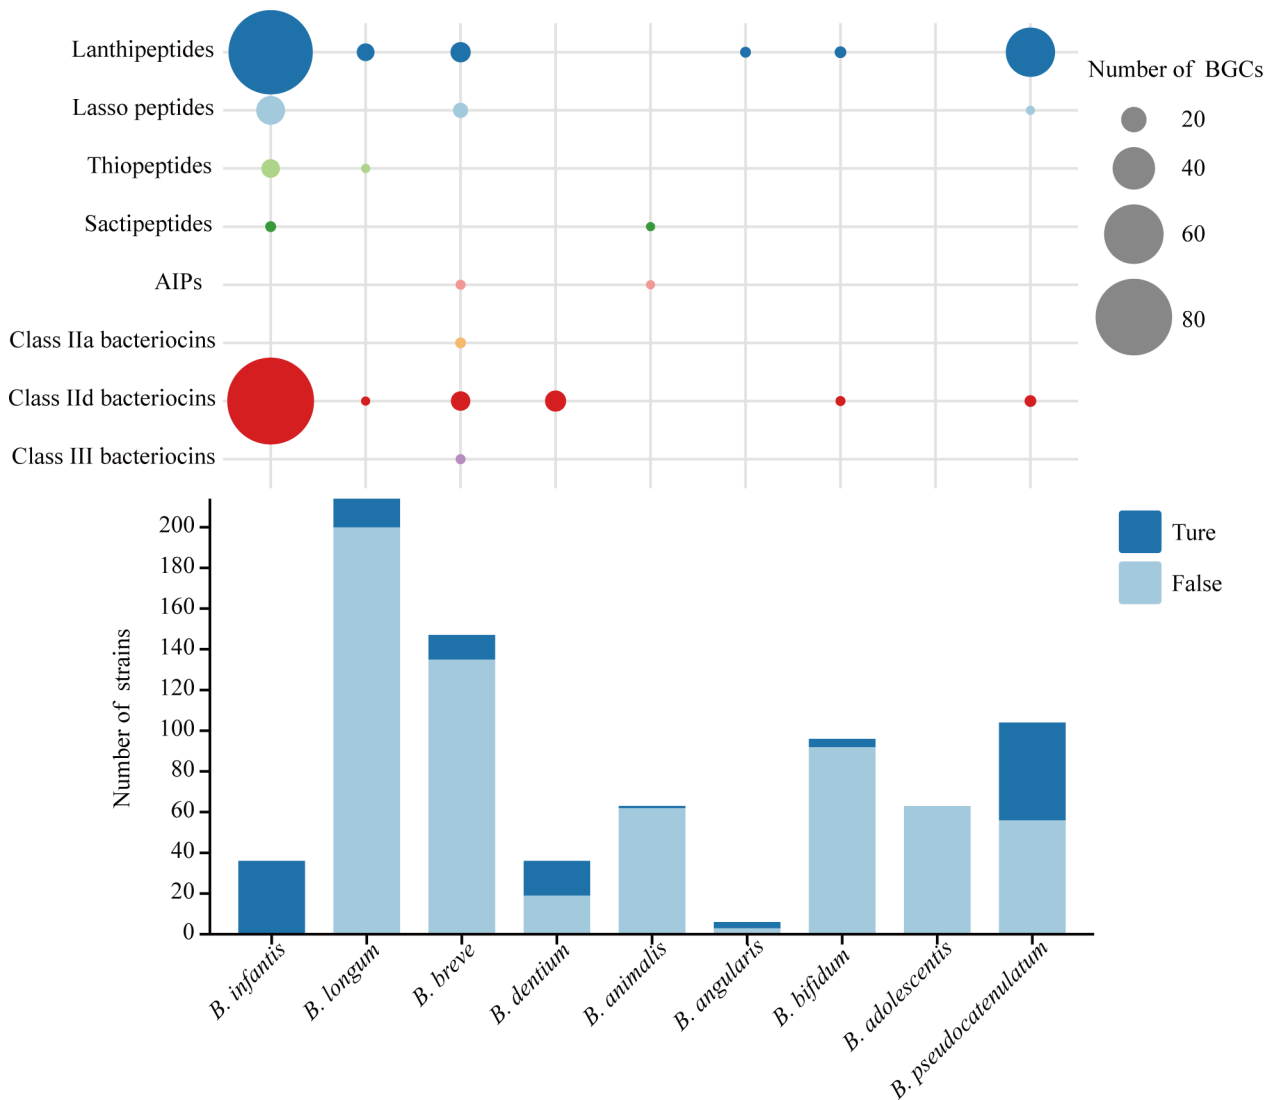 Lanthipeptides
Lasso peptides
Thiopeptides
Sactipeptides
AIPs
Class IIa bacteriocins
Class IId bacteriocins
Class III bacteriocins
Number of BGCs
20
40
60
80
Number of strains
200
180
160
140
120
100
80
60
40
20
0
Ture
False
B. infantis
B. longum
B. breve
B. dentium
B. animalis
B. angularis
B. bifidum
B. adolescentis
B. pseudocatenulatum